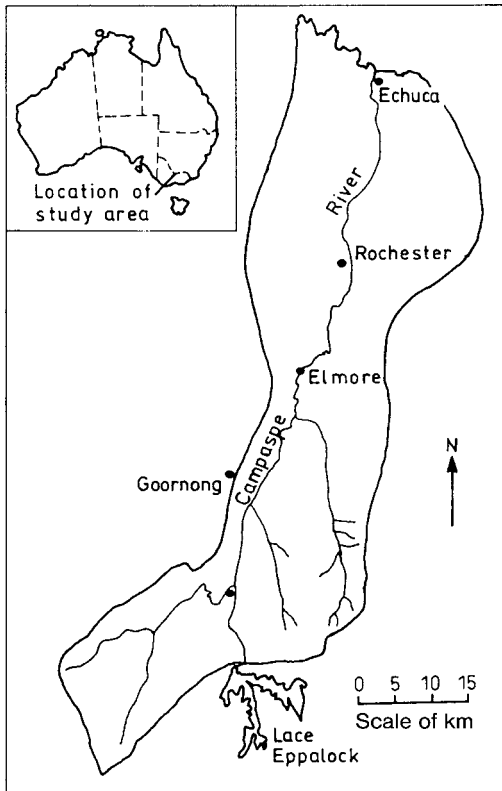 Location of
study area
Echuca
River
Rochester
Elmore
Campaspe
Goornong
N
0 5 10 15
Scale of km
Lace
Eppalock